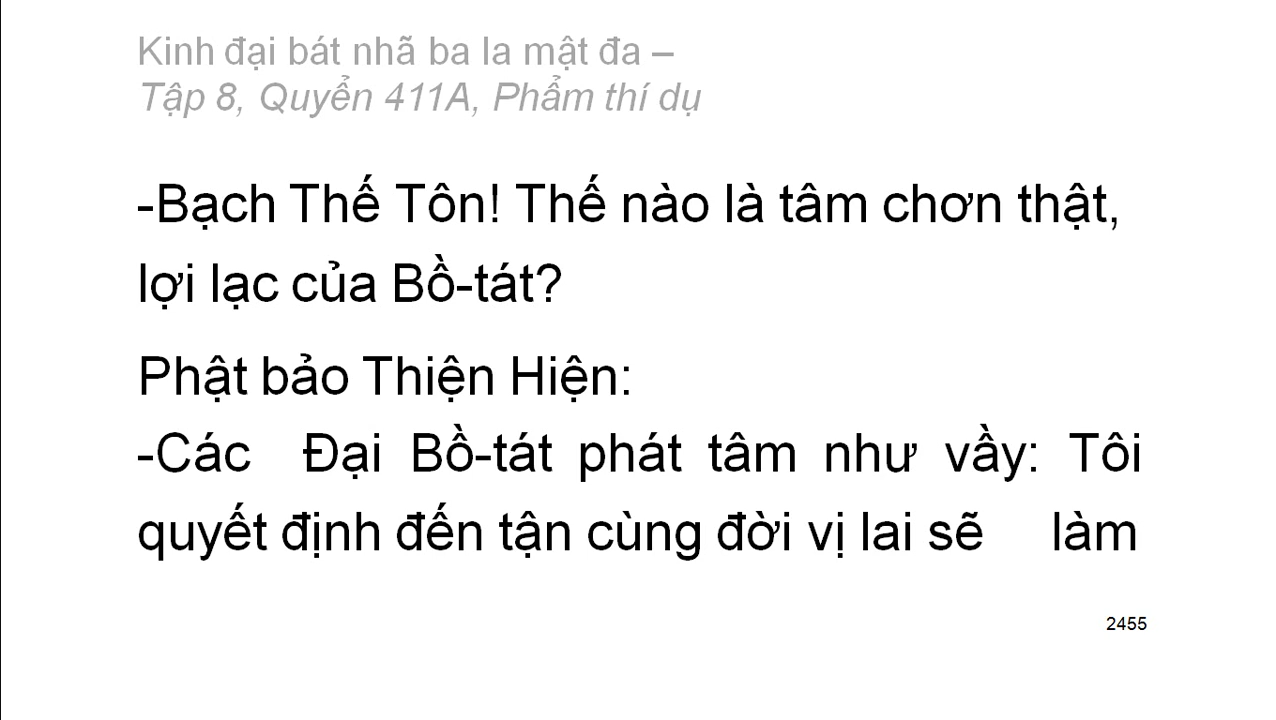 Kinh đại bát nhã ba la mật đa –
Tập 8, Quyển 411A, Phẩm thí dụ
-Bạch Thế Tôn! Thế nào là tâm chơn thật,
lợi lạc của Bồ-tát?
Phật bảo Thiện Hiện:
-Các Đại Bồ-tát phát tâm như vầy: Tôi
quyết định đến tận cùng đời vị lai sẽ làm
2455